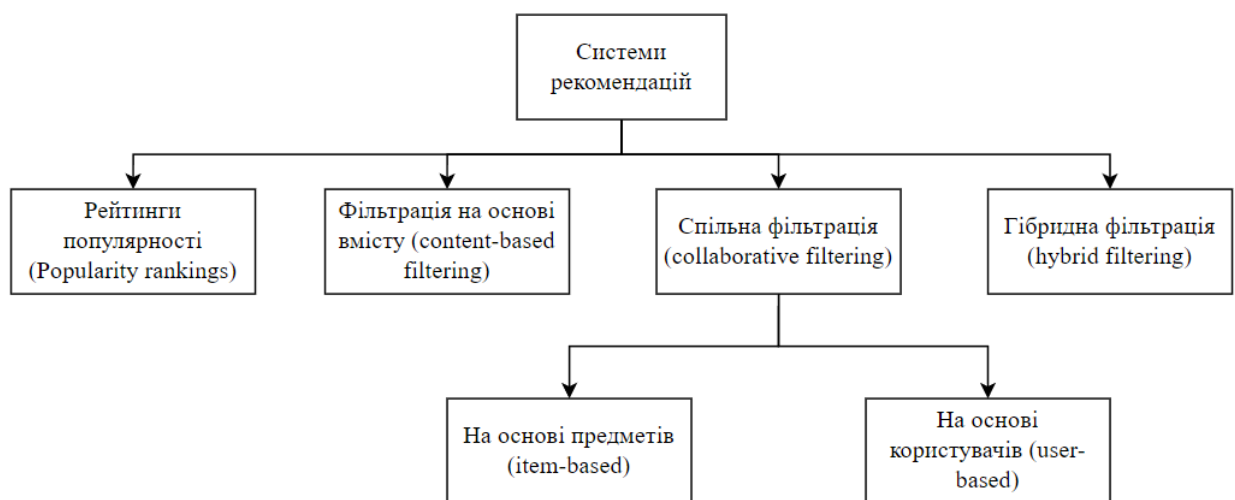 Системи
рекомендацій
Рейтинги
популярності
(Popularity rankings)
Фільтрація на основі
вмісту (content-based
filtering)
Спільна фільтрація
(collaborative filtering)
Гібридна фільтрація
(hybrid filtering)
На основі предметів
(item-based)
На основі
користувачів (user-
based)